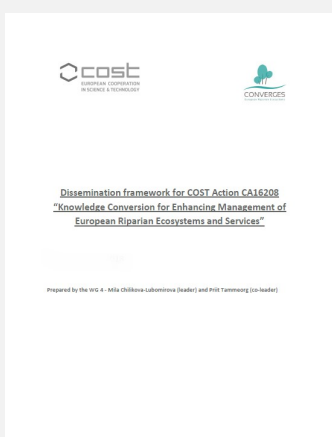 cost
EUROPEAN COOPERATION
IN SCIENCE & TECHNOLOGY
CONVERGES
Dissemination framework for COST Action CA16208
“Knowledge Conversion for Enhancing Management of
European Riparian Ecosystems and Services”
Prepared by the WG 4 - Mila Chilikova-Lubomirova (leader) and Priit Tammeorg (co-leader)